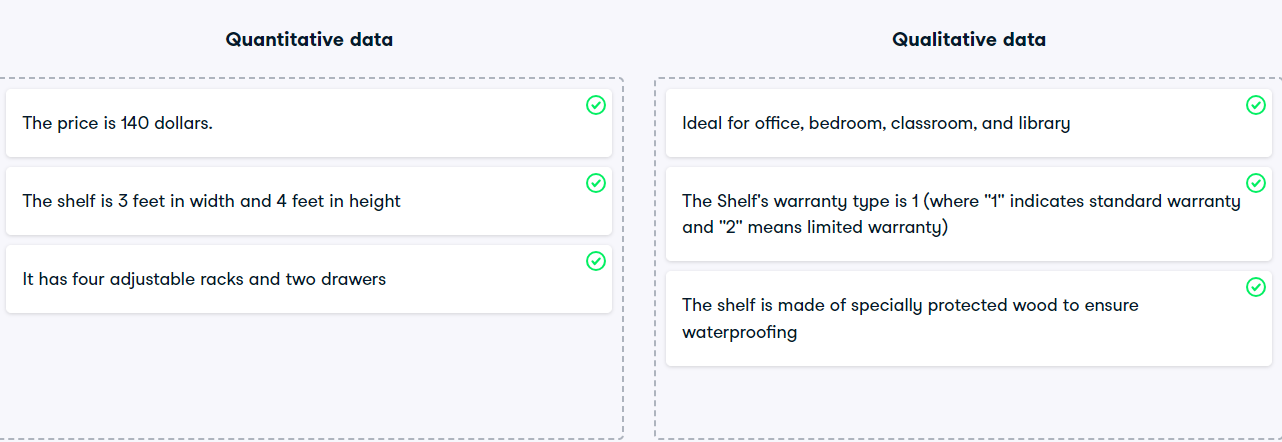 Quantitative data
The price is 140 dollars.
The shelf is 3 feet in width and 4 feet in height
It has four adjustable racks and two drawers
Qualitative data
Ideal for office, bedroom, classroom, and library
The Shelf's warranty type is 1 (where "1" indicates standard warranty
and "2" means limited warranty)
The shelf is made of specially protected wood to ensure
waterproofing